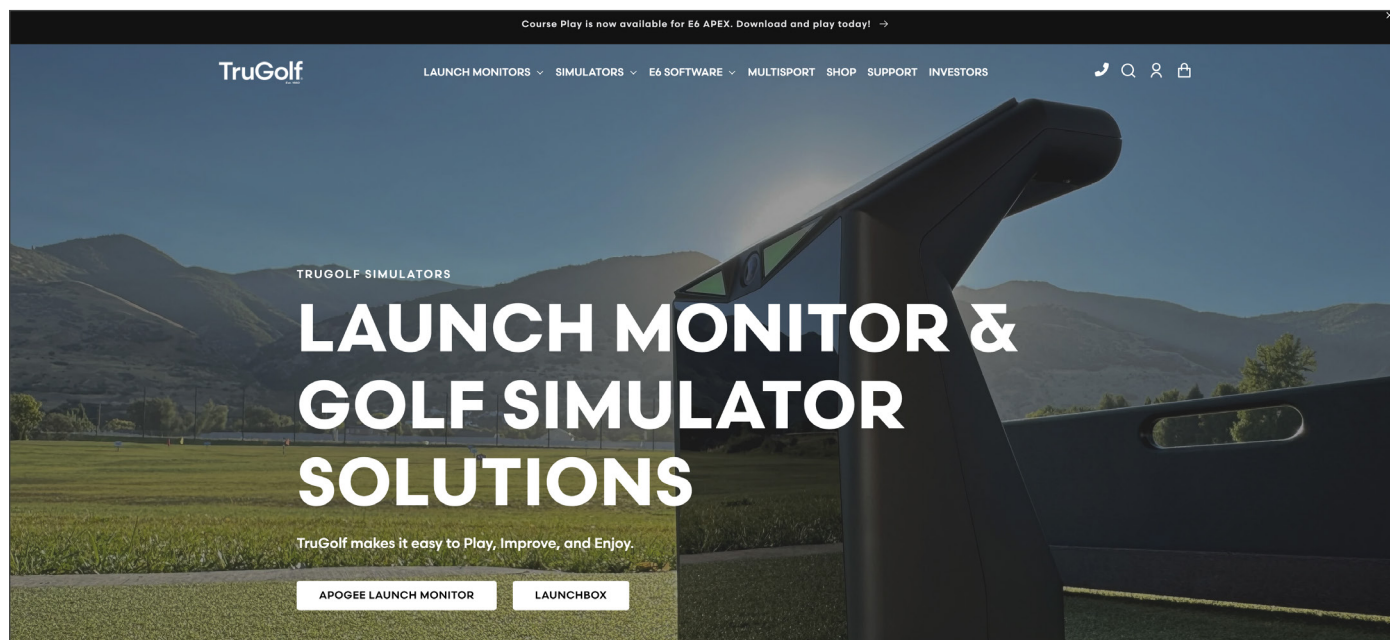 Course Play is now available for E6 APEX. Download and play today! →
TruGolf
LAUNCH MONITORS SIMULATORS E6 SOFTWARE MULTISPORT SHOP SUPPORT INVESTORS
TRUGOLF SIMULATORS
LAUNCH MONITOR &
GOLF SIMULATOR
SOLUTIONS
TruGolf makes it easy to Play, Improve, and Enjoy.
APOGEE LAUNCH MONITOR LAUNCHBOX